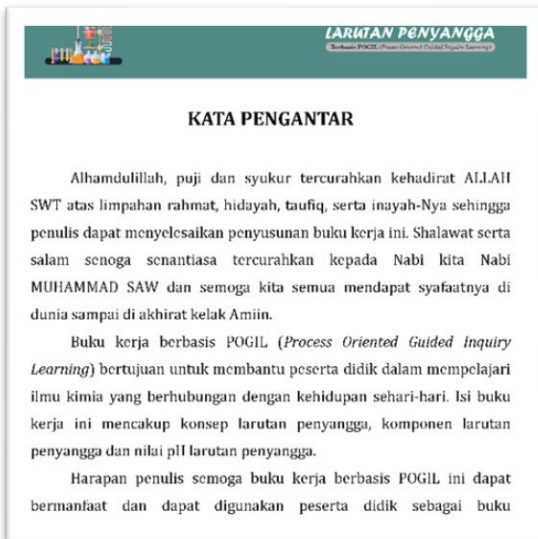 LARUTAN PENYANGGA
Berbasis POGIL (Process Oriented Guided Inquiry Learning)
KATA PENGANTAR
Alhamdulillah, puji dan syukur tercurahkan kehadirat ALLAH
SWT atas limpahan rahmat, hidayah, taufiq, serta inayah-Nya sehingga
penulis dapat menyelesaikan penyusunan buku kerja ini. Shalawat serta
salam senoga senantiasa tercurahkan kepada Nabi kita Nabi
MUHAMMAD SAW dan semoga kita semua mendapat syafaatnya di
dunia sampai di akhirat kelak Amiin.
Buku kerja berbasis POGIL (Process Oriented Guided Inquiry
Learning) bertujuan untuk membantu peserta didik dalam mempelajari
ilmu kimia yang berhubungan dengan kehidupan sehari-hari. Isi buku
kerja ini mencakup konsep larutan penyangga, komponen larutan
penyangga dan nilai pH larutan penyangga.
Harapan penulis semoga buku kerja berbasis POGIL ini dapat
bermanfaat dan dapat digunakan peserta didik sebagai buku